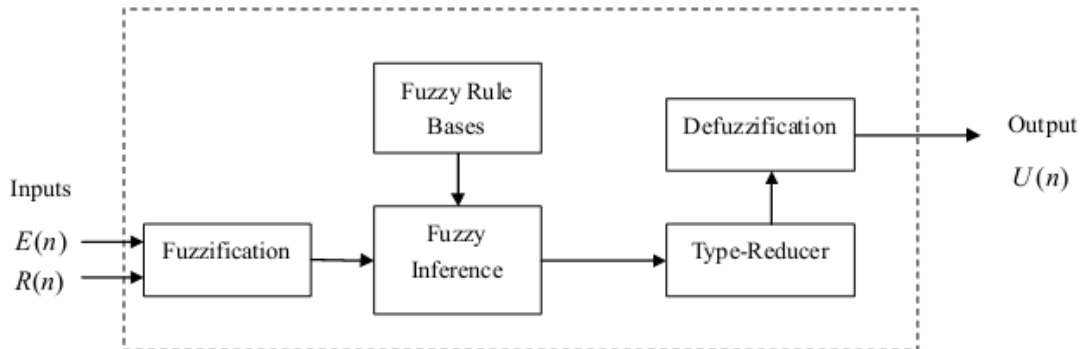 Fuzzy Rule
Bases
Defuzzification
Output
U(n)
Inputs
E(n)
R(n)
Fuzzification
Fuzzy
Inference
Type-Reducer